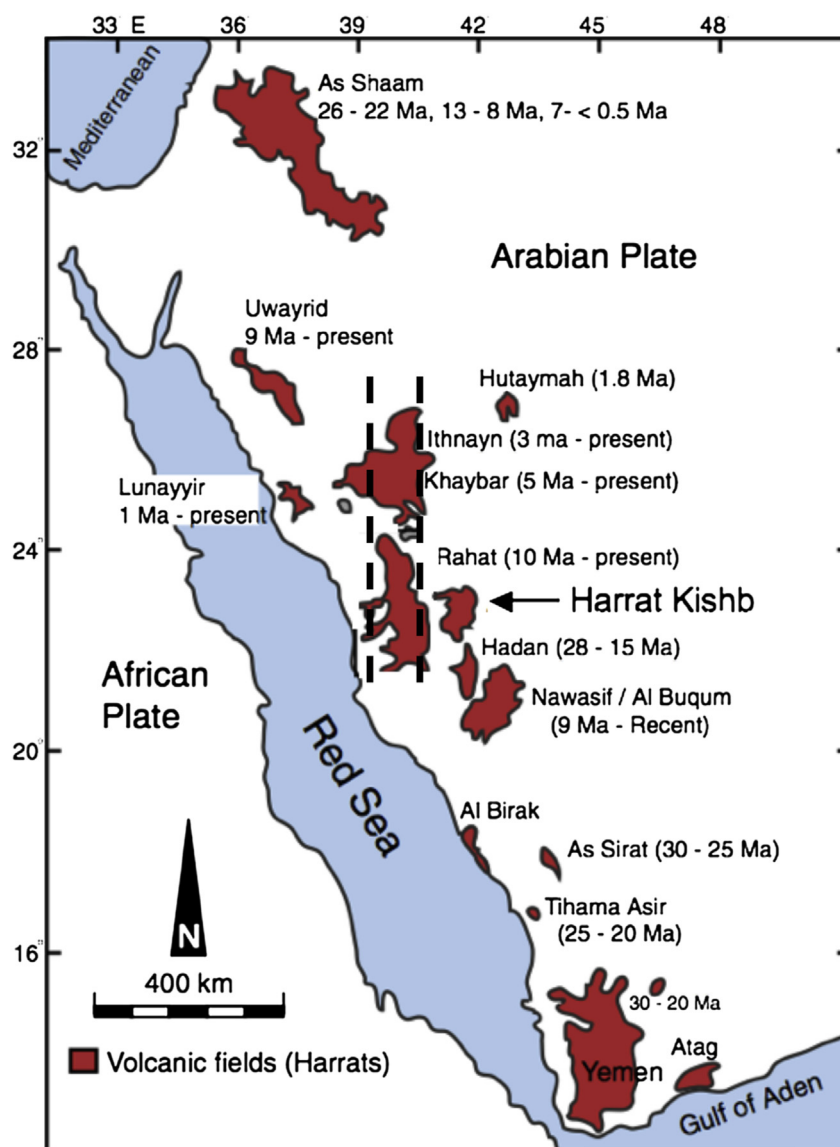 33 E 36 39 42 45 48
Mediterranean
As Shaam
26 - 22 Ma, 13 - 8 Ma, 7- < 0.5 Ma
32°
Arabian Plate
Uwayrid
9 Ma - present
28°
Hutaymah (1.8 Ma)
Ithnayn (3 ma - present)
Khaybar (5 Ma - present)
Lunayyir
1 Ma - present
24°
Rahat (10 Ma - present)
Harrat Kishb
Hadan (28 - 15 Ma)
African
Plate
Nawasif / Al Buqum
(9 Ma - Recent)
20°
Red Sea
Al Birak
As Sirat (30 - 25 Ma)
Tihama Asir
(25 - 20 Ma)
N
16°
400 km
30 - 20 Ma
Volcanic fields (Harrats)
Yemen
Atag
Gulf of Aden